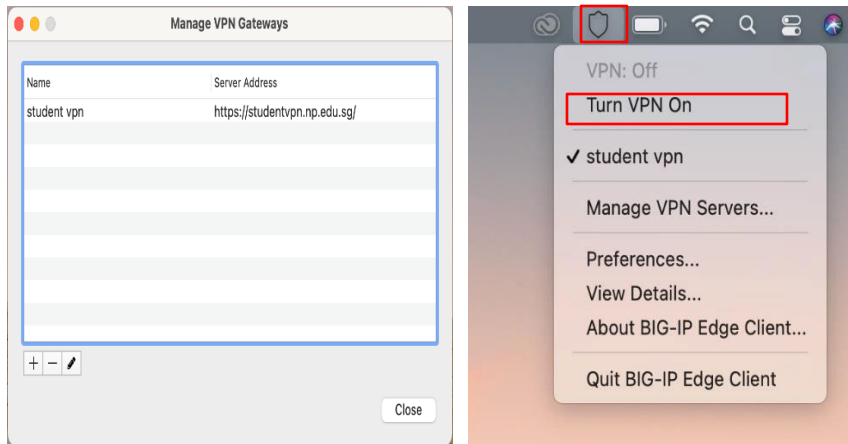 Manage VPN Gateways
Name Server Address
student vpn https://studentvpn.np.edu.sg/
+ −
Close
VPN: Off
Turn VPN On
✓ student vpn
Manage VPN Servers...
Preferences...
View Details...
About BIG-IP Edge Client...
Quit BIG-IP Edge Client